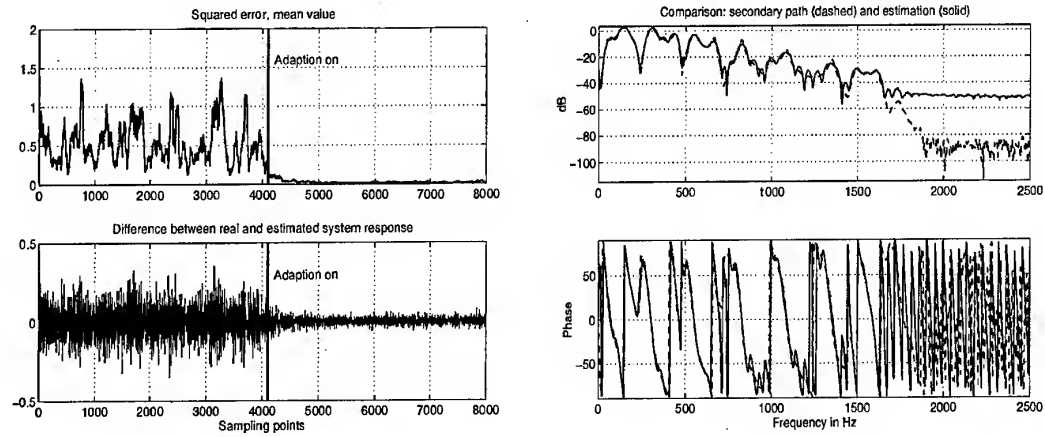 Squared error, mean value
2
1.5
1
0.5
0
Adaption on
0 1000 2000 3000 4000 5000 6000 7000 8000
Difference between real and estimated system response
0.5
0
−0.5
Adaption on
0 1000 2000 3000 4000 5000 6000 7000 8000
Sampling points
Comparison: secondary path (dashed) and estimation (solid)
0
−20
−40
−60
−80
−100
dB
0 500 1000 1500 2000 2500
50
0
−50
Phase
0 500 1000 1500 2000 2500
Frequency in Hz